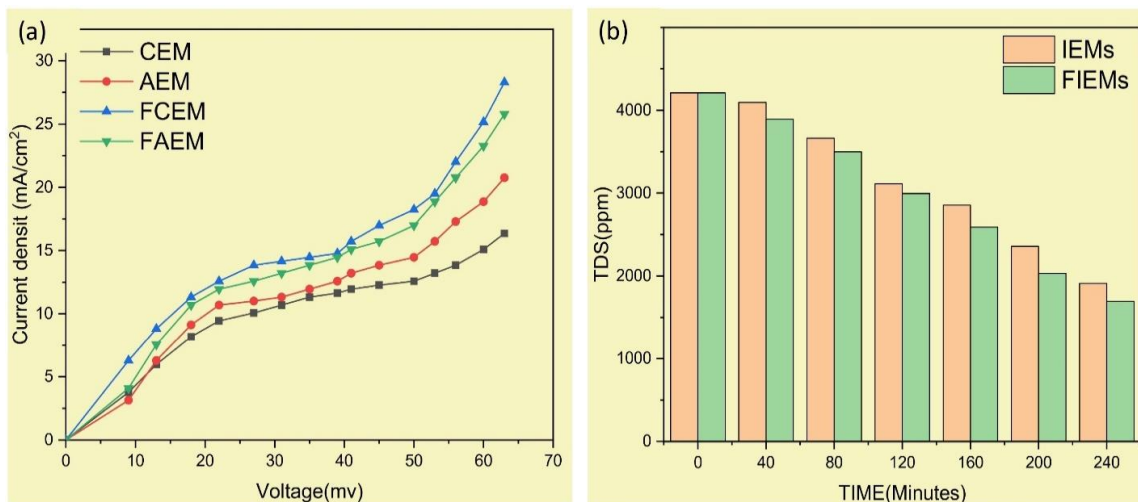 (a)
CEM
AEM
FCEM
FAEM
30
25
20
15
10
5
0
Current densit (mA/cm²)
0 10 20 30 40 50 60 70
Voltage(mv)
(b)
IEMs
FIEMs
4000
3000
2000
1000
0
TDS(ppm)
0 40 80 120 160 200 240
TIME(Minutes)